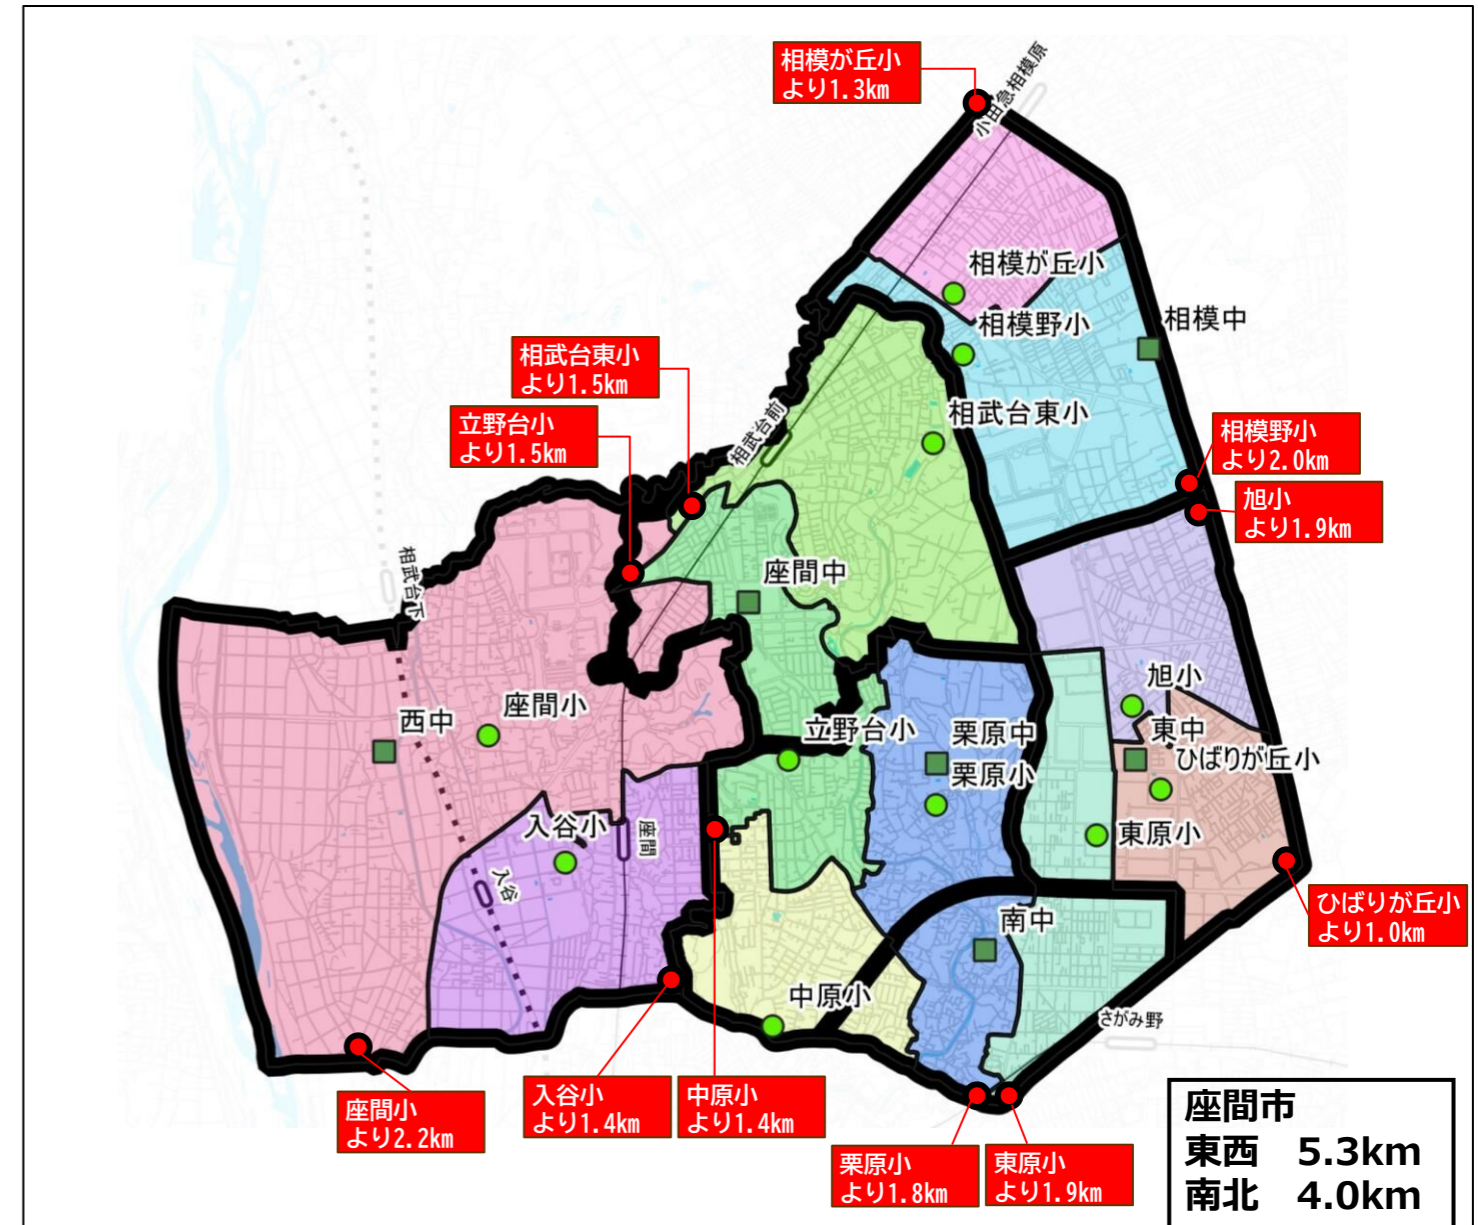 相模が丘小
より1.3km
小田急相模原
相模が丘小
相模野小
相模中
相武台東小
より1.5km
立野台小
より1.5km
相武台前
相武台東小
相模野小
より2.0km
旭小
より1.9km
相武台下
座間中
西中
座間小
立野台小
栗原中
栗原小
旭小
東中
ひばりが丘小
東原小
入谷小
座間
入谷
南中
中原小
さがみ野
ひばりが丘小
より1.0km
座間小
より2.2km
入谷小
より1.4km
中原小
より1.4km
栗原小
より1.8km
東原小
より1.9km
座間市
東西 5.3km
南北 4.0km